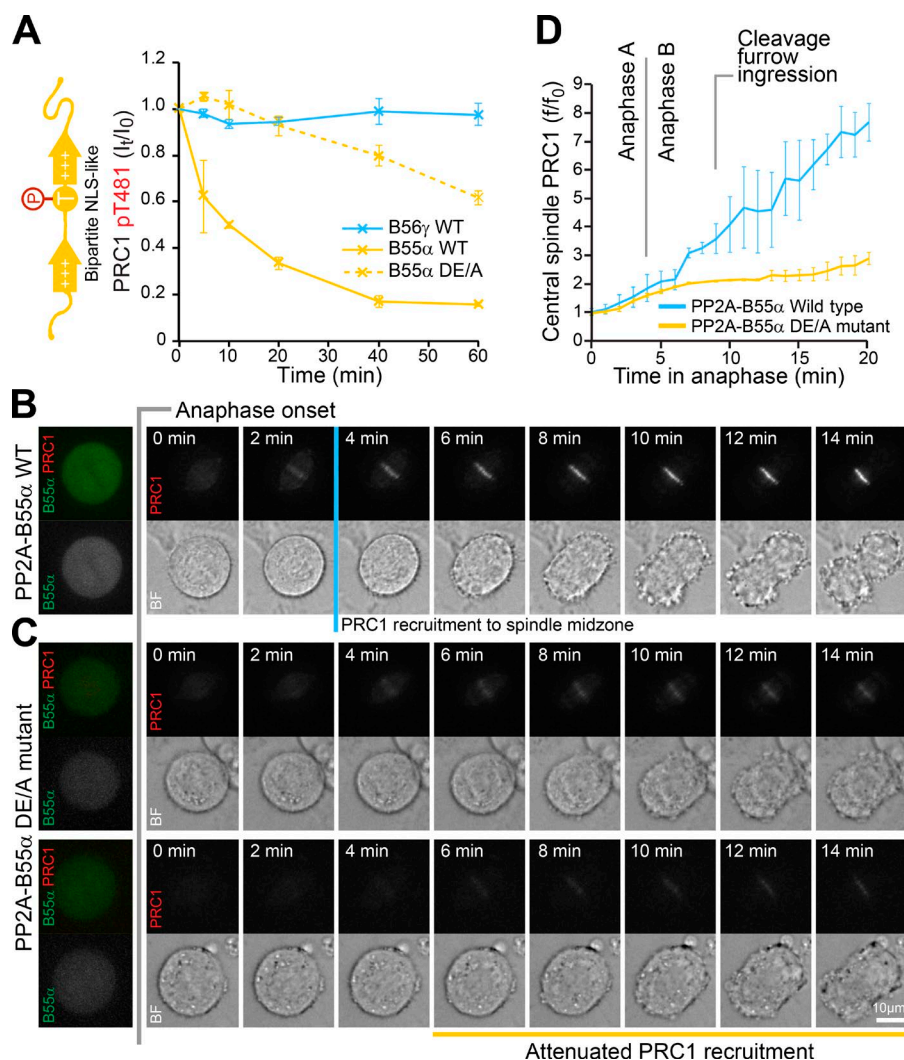 A
Bipartite NLS-like
P
T
+++
+++
PRC1 pT481 (It/I0)
1.2
1.0
0.8
0.6
0.4
0.2
0
10
20
30
40
50
60
Time (min)
B56γ WT
B55α WT
B55α DE/A
D
Central spindle PRC1 (f/f0)
9
8
7
6
5
4
3
2
1
0
0
5
10
15
20
Time in anaphase (min)
Anaphase A
Anaphase B
Cleavage
furrow
ingression
PP2A-B55α Wild type
PP2A-B55α DE/A mutant
B
Anaphase onset
PP2A-B55α WT
B55α PRC1
B55α
PRC1
BF
0 min
2 min
4 min
6 min
8 min
10 min
12 min
14 min
PRC1 recruitment to spindle midzone
C
PP2A-B55α DE/A mutant
B55α PRC1
B55α
PRC1
BF
0 min
2 min
4 min
6 min
8 min
10 min
12 min
14 min
B55α PRC1
B55α
PRC1
BF
0 min
2 min
4 min
6 min
8 min
10 min
12 min
14 min
10μm
Attenuated PRC1 recruitment